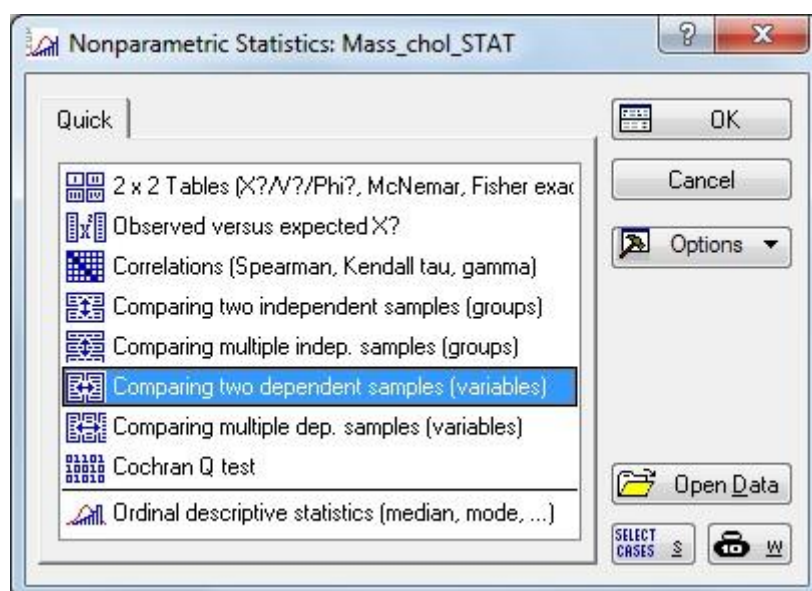 Nonparametric Statistics: Mass_chol_STAT
Quick
2 x 2 Tables (X?/V?/Phi?, McNemar, Fisher exac
Observed versus expected X?
Correlations (Spearman, Kendall tau, gamma)
Comparing two independent samples (groups)
Comparing multiple indep. samples (groups)
Comparing two dependent samples (variables)
Comparing multiple dep. samples (variables)
Cochran Q test
Ordinal descriptive statistics (median, mode, ...)
OK
Cancel
Options
Open Data
SELECT
CASES S
W